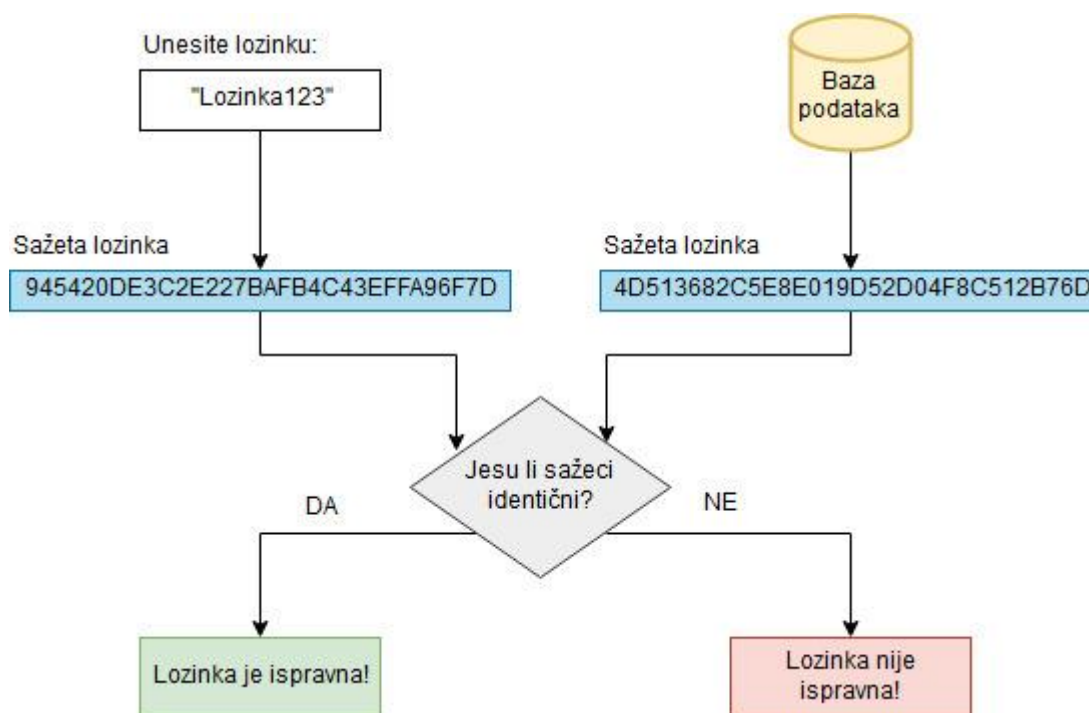 Unesite lozinku:
"Lozinka123"
Baza
podataka
Sažeta lozinka
945420DE3C2E227BAFB4C43EFFA96F7D
Sažeta lozinka
4D513682C5E8E019D52D04F8C512B76D
Jesu li sažeci
identični?
DA
NE
Lozinka je ispravna!
Lozinka nije
ispravna!